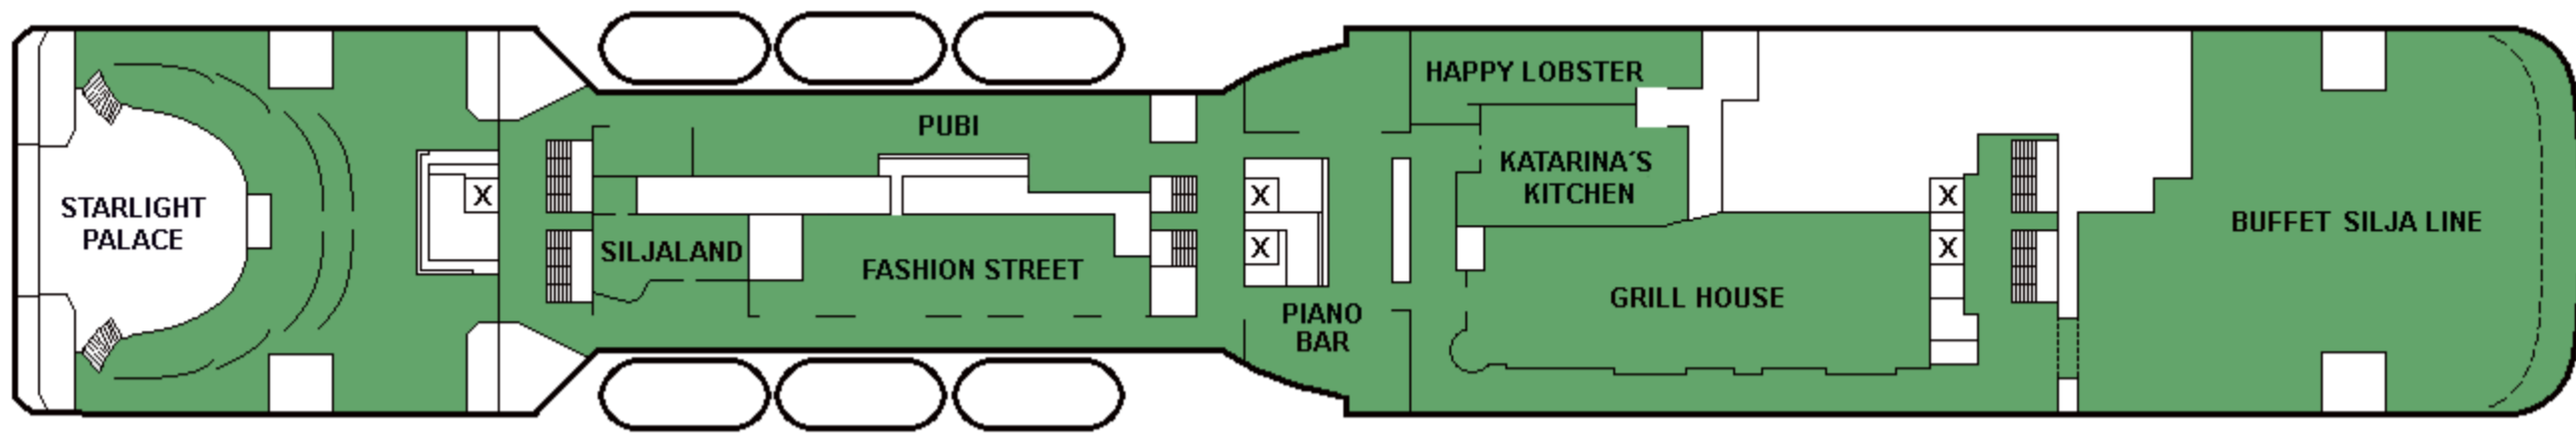 STARLIGHT
PALACE
X
SILJALAND
PUBI
FASHION STREET
X
X
PIANO
BAR
HAPPY LOBSTER
KATARINA´S
KITCHEN
GRILL HOUSE
X
X
BUFFET SILJA LINE